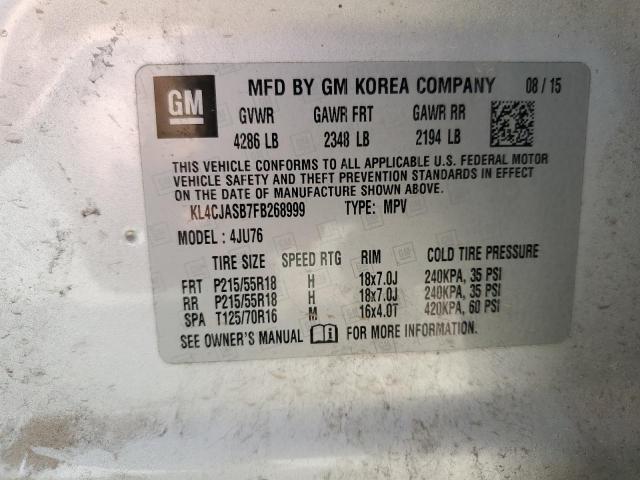 GM
MFD BY GM KOREA COMPANY 08 / 15
GVWR GAWR FRT GAWR RR
4286 LB 2348 LB 2194 LB
THIS VEHICLE CONFORMS TO ALL APPLICABLE U.S. FEDERAL MOTOR
VEHICLE SAFETY AND THEFT PREVENTION STANDARDS IN EFFECT
ON THE DATE OF MANUFACTURE SHOWN ABOVE.
KL4CJASB7FB268999 TYPE: MPV
MODEL : 4JU76
TIRE SIZE SPEED RTG RIM COLD TIRE PRESSURE
FRT P215/55R18 H 18x7.0J 240KPA, 35 PSI
RR P215/55R18 H 18x7.0J 240KPA, 35 PSI
SPA T125/70R16 M 16x4.0T 420KPA, 60 PSI
SEE OWNER'S MANUAL FOR MORE INFORMATION.